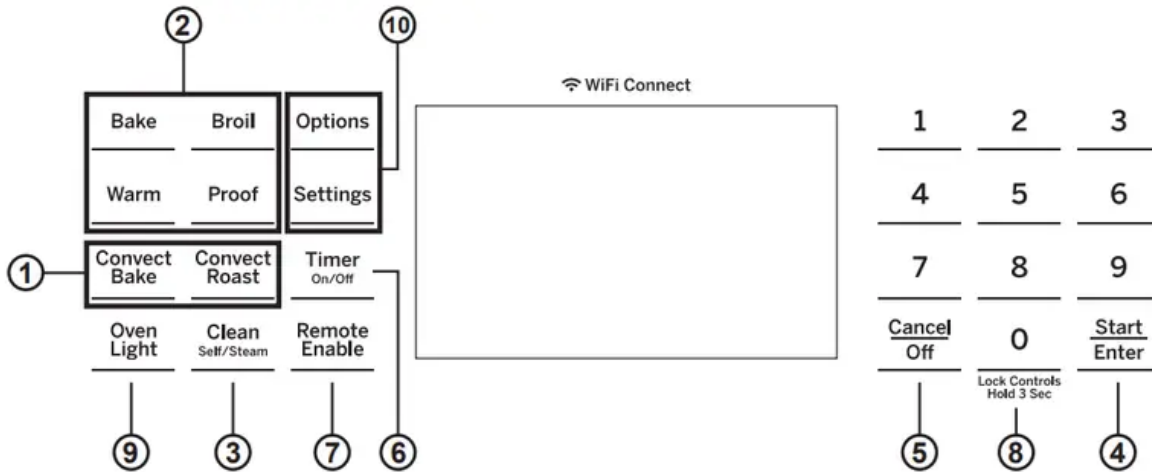 2
10
WiFi Connect
Bake Broil Options
1 2 3
Warm Proof Settings
4 5 6
1
Convect Bake
Convect Roast
Timer
On/Off
7 8 9
Oven Light
Clean
Self/Steam
Remote Enable
Cancel
Off
0
Start
Enter
Lock Controls
Hold 3 Sec
9 3 7 6 5 8 4